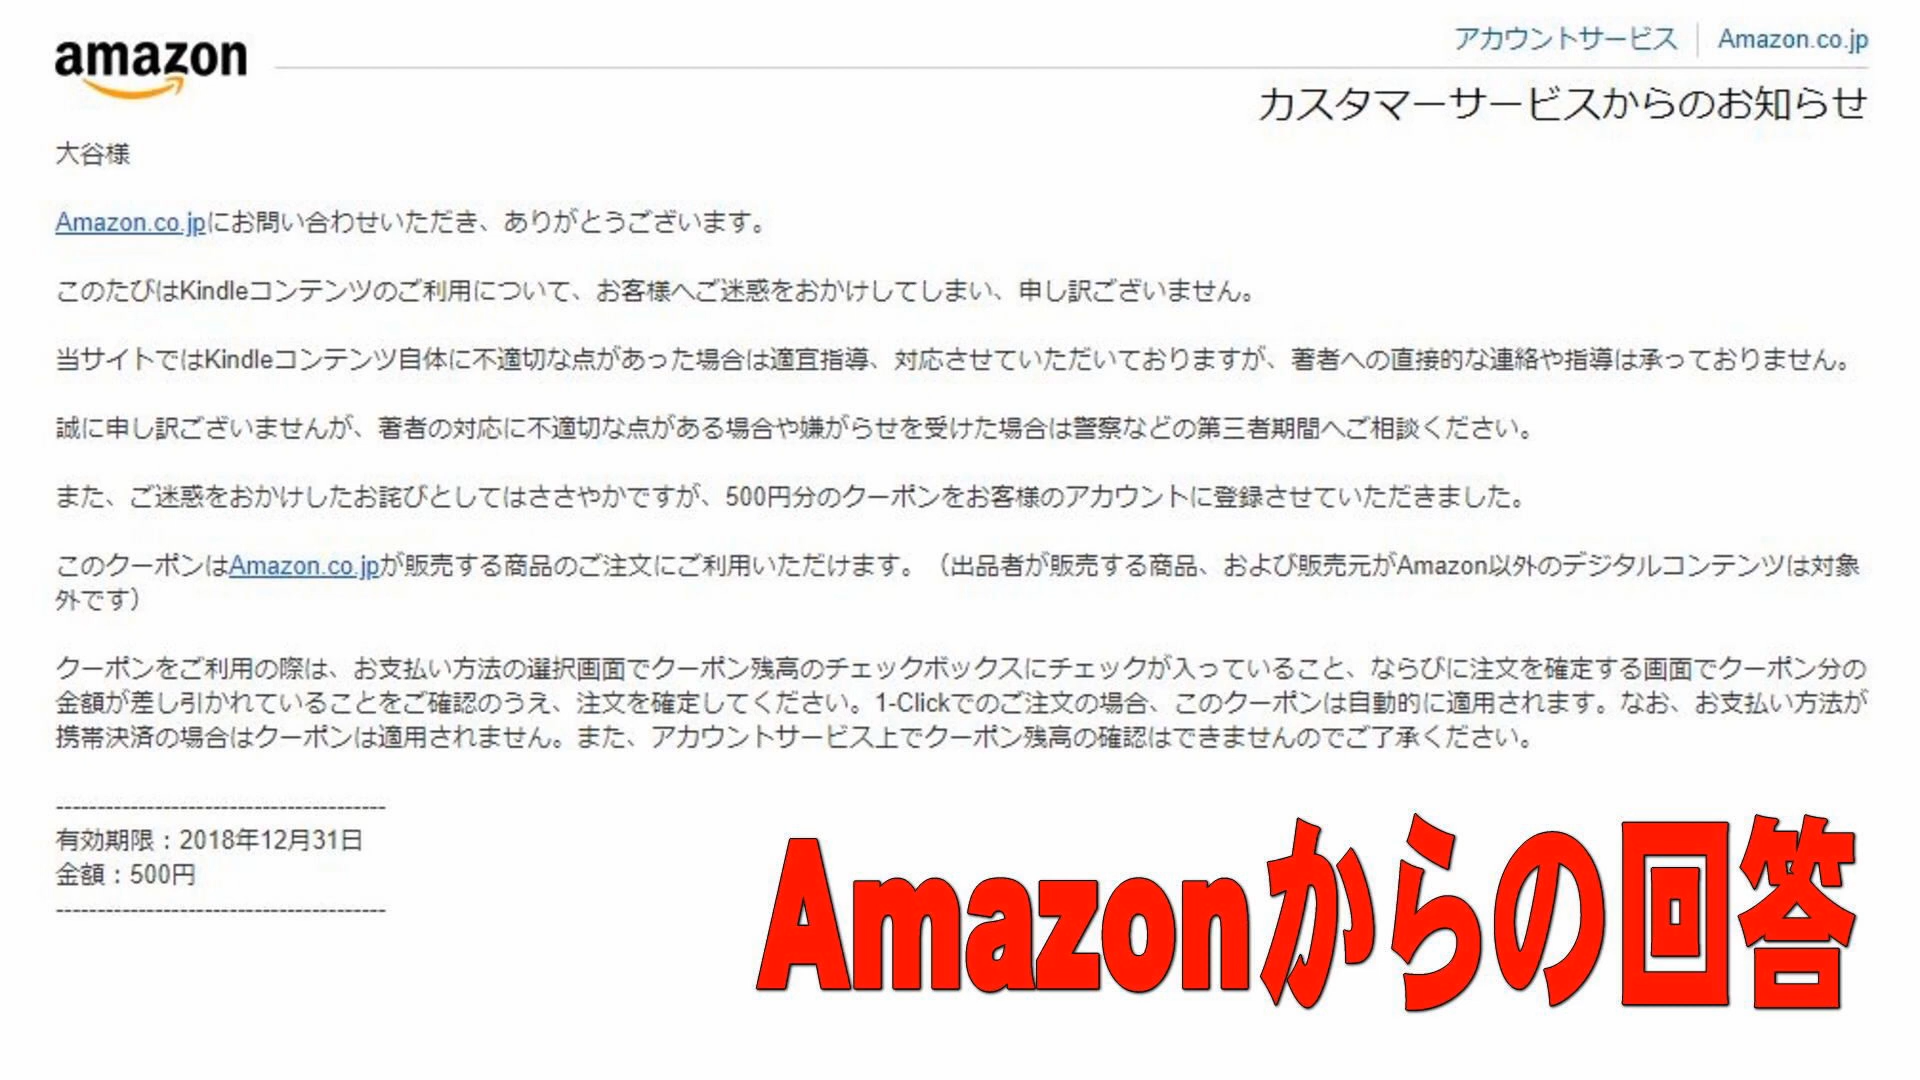 amazon
アカウントサービス | Amazon.co.jp
カスタマーサービスからのお知らせ
大谷様
Amazon.co.jpにお問い合わせいただき、ありがとうございます。
このたびはKindleコンテンツのご利用について、お客様へご迷惑をおかけしてしまい、申し訳ございません。
当サイトではKindleコンテンツ自体に不適切な点があった場合は適宜指導、対応させていただいておりますが、著者への直接的な連絡や指導は承っておりません。
誠に申し訳ございませんが、著者の対応に不適切な点がある場合や嫌がらせを受けた場合は警察などの第三者期間へご相談ください。
また、ご迷惑をおかけしたお詫びとしてはささやかですが、500円分のクーポンをお客様のアカウントに登録させていただきました。
このクーポンはAmazon.co.jpが販売する商品のご注文にご利用いただけます。（出品者が販売する商品、および販売元がAmazon以外のデジタルコンテンツは対象
外です）
クーポンをご利用の際は、お支払い方法の選択画面でクーポン残高のチェックボックスにチェックが入っていること、ならびに注文を確定する画面でクーポン分の
金額が差し引かれていることをご確認のうえ、注文を確定してください。1-Clickでのご注文の場合、このクーポンは自動的に適用されます。なお、お支払い方法が
携帯決済の場合はクーポンは適用されません。また、アカウントサービス上でクーポン残高の確認はできませんのでご了承ください。
----------------------------------------
有効期限：2018年12月31日
金額：500円
----------------------------------------
Amazonからの回答